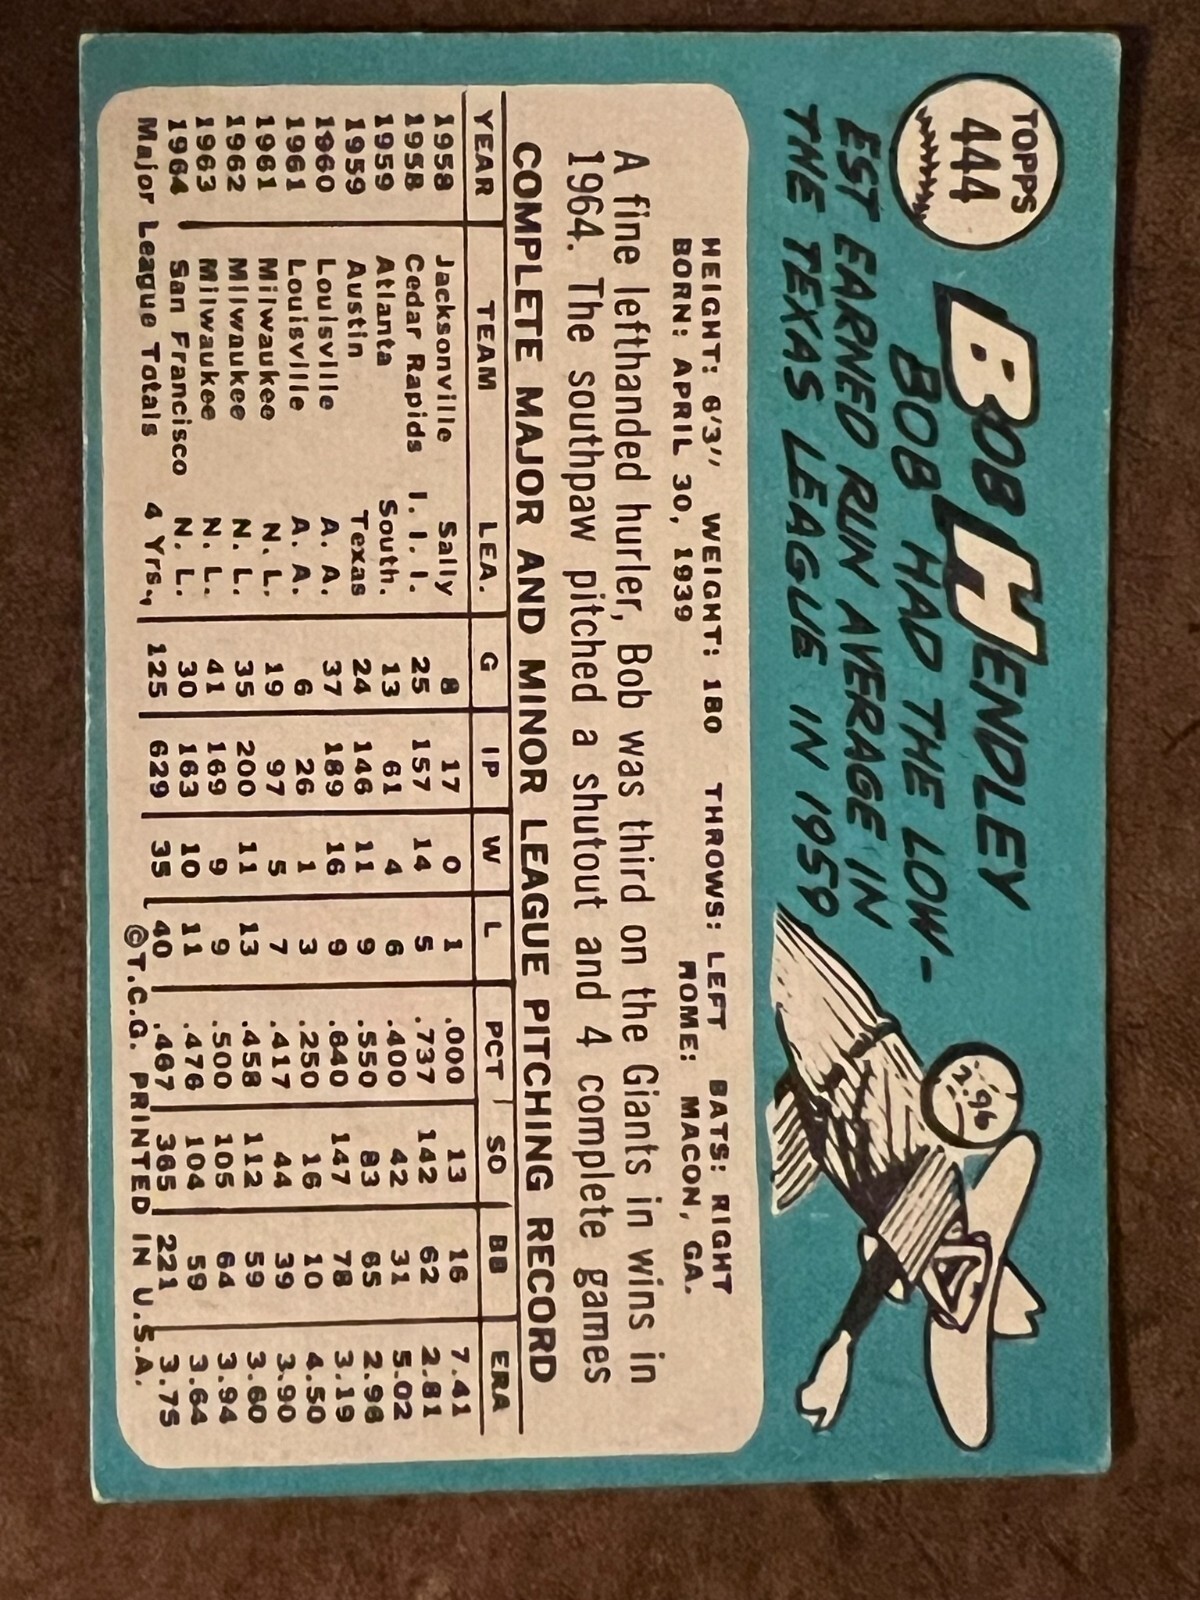 TOPPS
444
BOB HENDLEY
BOB HAD THE LOW-
EST EARNED RUN AVERAGE IN
THE TEXAS LEAGUE IN 1959
2.96
HEIGHT: 6'3" WEIGHT: 180 THROWS: LEFT BATS: RIGHT
BORN: APRIL 30, 1939 HOME: MACON, GA.
A fine lefthanded hurler, Bob was third on the Giants in wins in
1964. The southpaw pitched a shutout and 4 complete games
COMPLETE MAJOR AND MINOR LEAGUE PITCHING RECORD
YEAR TEAM LEA. G IP W L PCT SO BB ERA
1958 Jacksonville Sally 8 17 0 1 .000 13 16 7.41
1958 Cedar Rapids I. I. I. 25 157 14 5 .737 142 62 2.81
1959 Atlanta South. 13 61 4 6 .400 42 31 5.02
1959 Austin Texas 24 146 11 9 .550 83 65 2.96
1960 Louisville A. A. 37 189 16 9 .640 147 78 3.19
1961 Louisville A. A. 6 26 1 3 .250 16 10 4.50
1961 Milwaukee N. L. 19 97 5 7 .417 44 39 3.90
1962 Milwaukee N. L. 35 200 11 13 .458 112 59 3.60
1963 Milwaukee N. L. 41 169 9 9 .500 105 64 3.94
1964 San Francisco N. L. 30 163 10 11 .476 104 59 3.64
Major League Totals 4 Yrs., 125 629 35 40 .467 365 221 3.75
©T.C.G. PRINTED IN U.S.A.